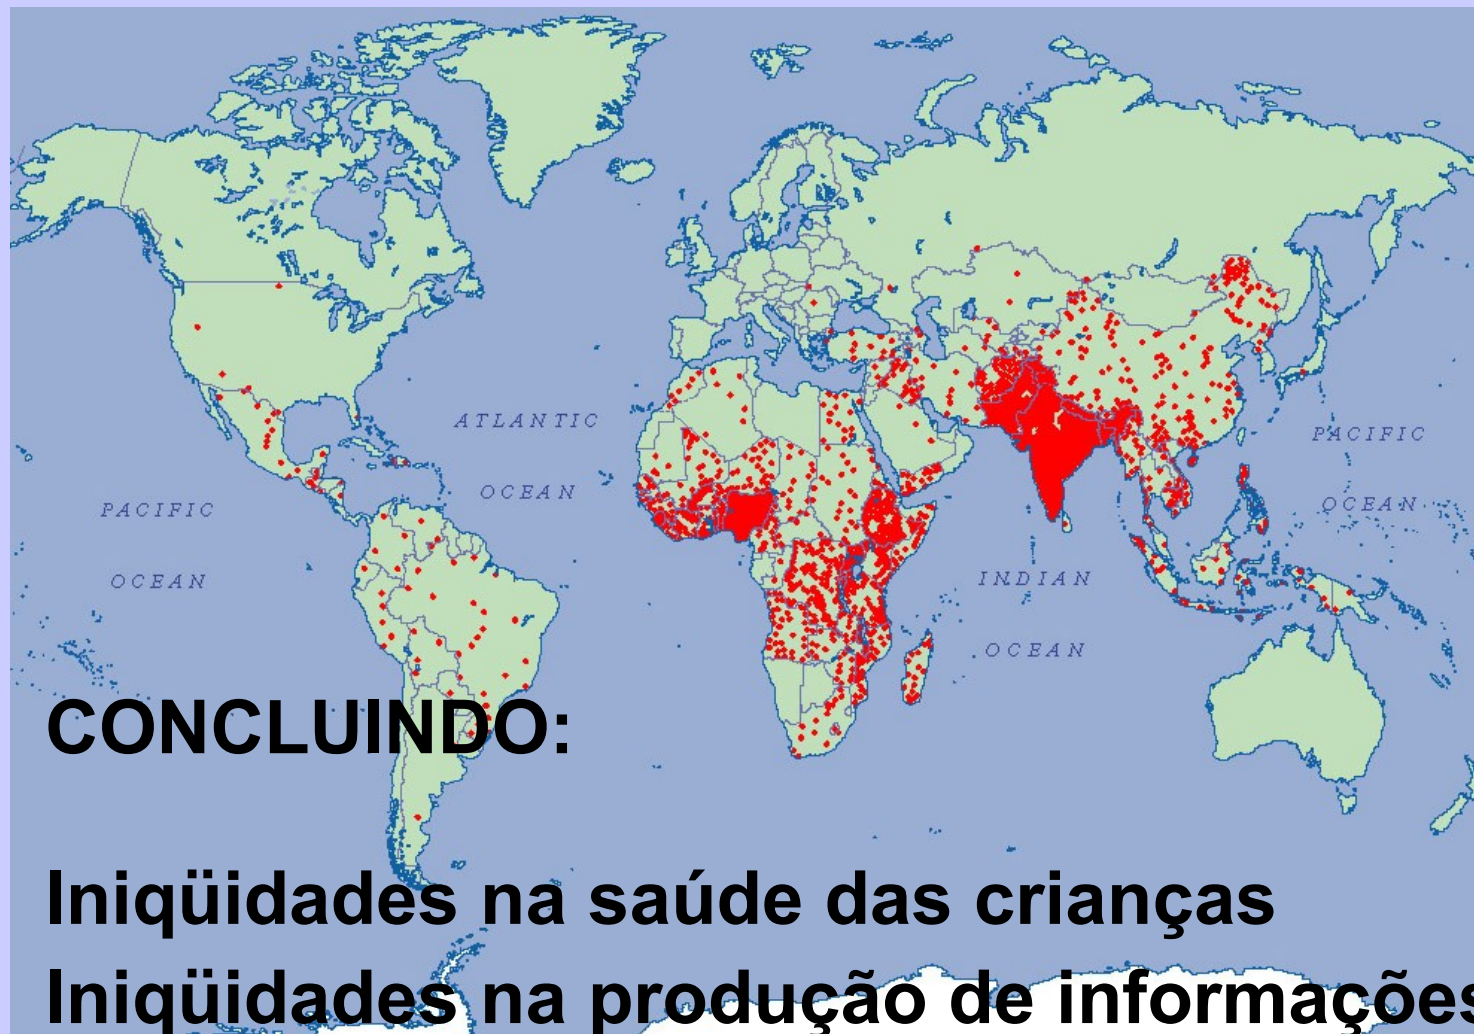 ATLANTIC
OCEAN
PACIFIC
OCEAN
PACIFIC
OCEAN
INDIAN
OCEAN
CONCLUINDO:
Iniqüidades na saúde das crianças
Iniqüidades na produção de informações